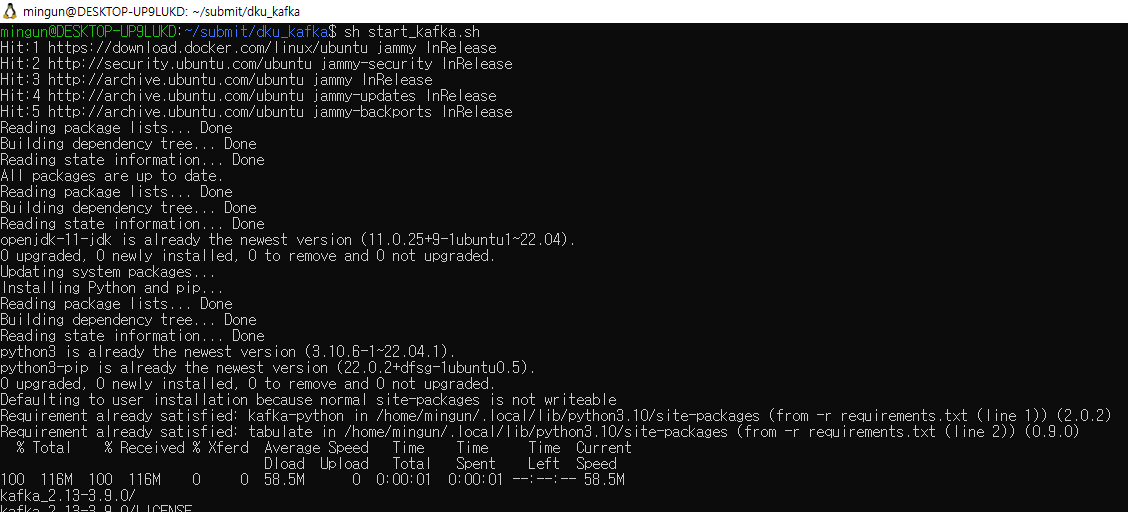 mingun@DESKTOP-UP9LUKD: ~/submit/dku_kafka
mingun@DESKTOP-UP9LUKD:~/submit/dku_kafka$ sh start_kafka.sh
Hit:1 https://download.docker.com/linux/ubuntu jammy InRelease
Hit:2 http://security.ubuntu.com/ubuntu jammy-security InRelease
Hit:3 http://archive.ubuntu.com/ubuntu jammy InRelease
Hit:4 http://archive.ubuntu.com/ubuntu jammy-updates InRelease
Hit:5 http://archive.ubuntu.com/ubuntu jammy-backports InRelease
Reading package lists... Done
Building dependency tree... Done
Reading state information... Done
All packages are up to date.
Reading package lists... Done
Building dependency tree... Done
Reading state information... Done
openjdk-11-jdk is already the newest version (11.0.25+9-1ubuntu1~22.04).
0 upgraded, 0 newly installed, 0 to remove and 0 not upgraded.
Updating system packages...
Installing Python and pip...
Reading package lists... Done
Building dependency tree... Done
Reading state information... Done
python3 is already the newest version (3.10.6-1~22.04.1).
python3-pip is already the newest version (22.0.2+dfsg-1ubuntu0.5).
0 upgraded, 0 newly installed, 0 to remove and 0 not upgraded.
Defaulting to user installation because normal site-packages is not writeable
Requirement already satisfied: kafka-python in /home/mingun/.local/lib/python3.10/site-packages (from -r requirements.txt (line 1)) (2.0.2)
Requirement already satisfied: tabulate in /home/mingun/.local/lib/python3.10/site-packages (from -r requirements.txt (line 2)) (0.9.0)
% Total % Received % Xferd Average Speed Time Time Time Current
Dload Upload Total Spent Left Speed
100 116M 100 116M 0 0 58.5M 0 0:00:01 0:00:01 --:--:-- 58.5M
kafka_2.13-3.9.0/
kafka_2.13-3.9.0/LICENSE